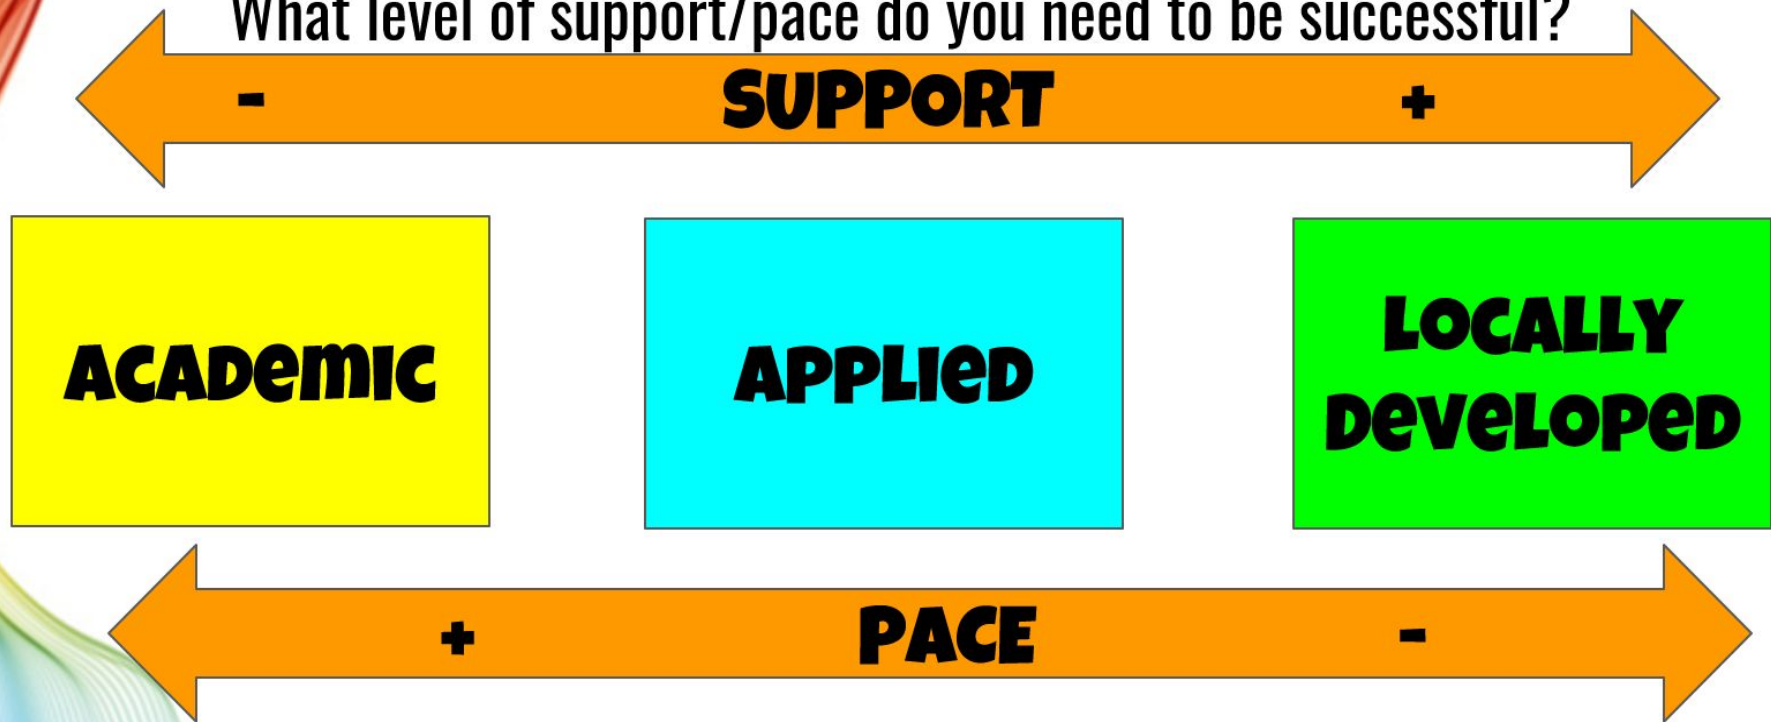 What level of support/pace do you need to be successful?
- SUPPORT +
ACADEMIC
APPLIED
LOCALLY
DEVELOPED
+ PACE -